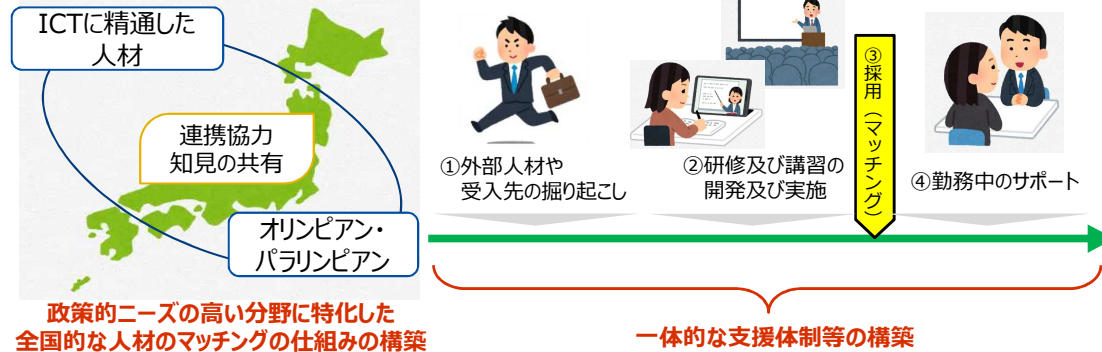 ICTに精通した
人材
連携協力
知見の共有
オリンピアン・
パラリンピアン
政策的ニーズの高い分野に特化した
全国的な人材のマッチングの仕組みの構築
①外部人材や
受入先の掘り起こし
②研修及び講習の
開発及び実施
③採用（マッチング）
④勤務中のサポート
一体的な支援体制等の構築